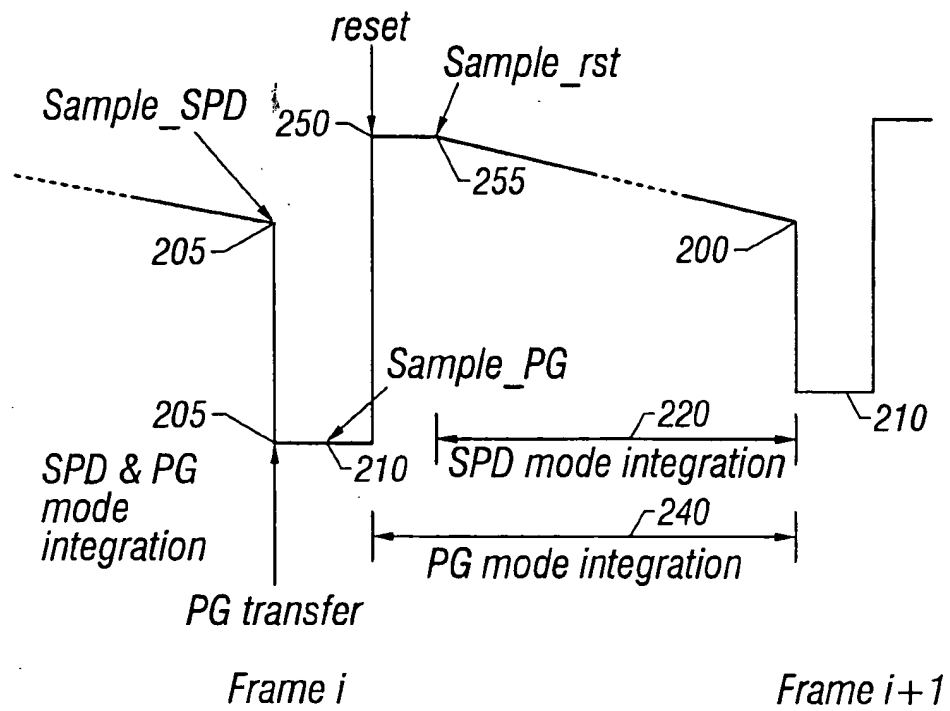 reset
Sample_rst
Sample_SPD
250
255
205
200
Sample_PG
205
210
220
210
SPD & PG
mode
integration
SPD mode integration
240
PG mode integration
PG transfer
Frame i
Frame i+1